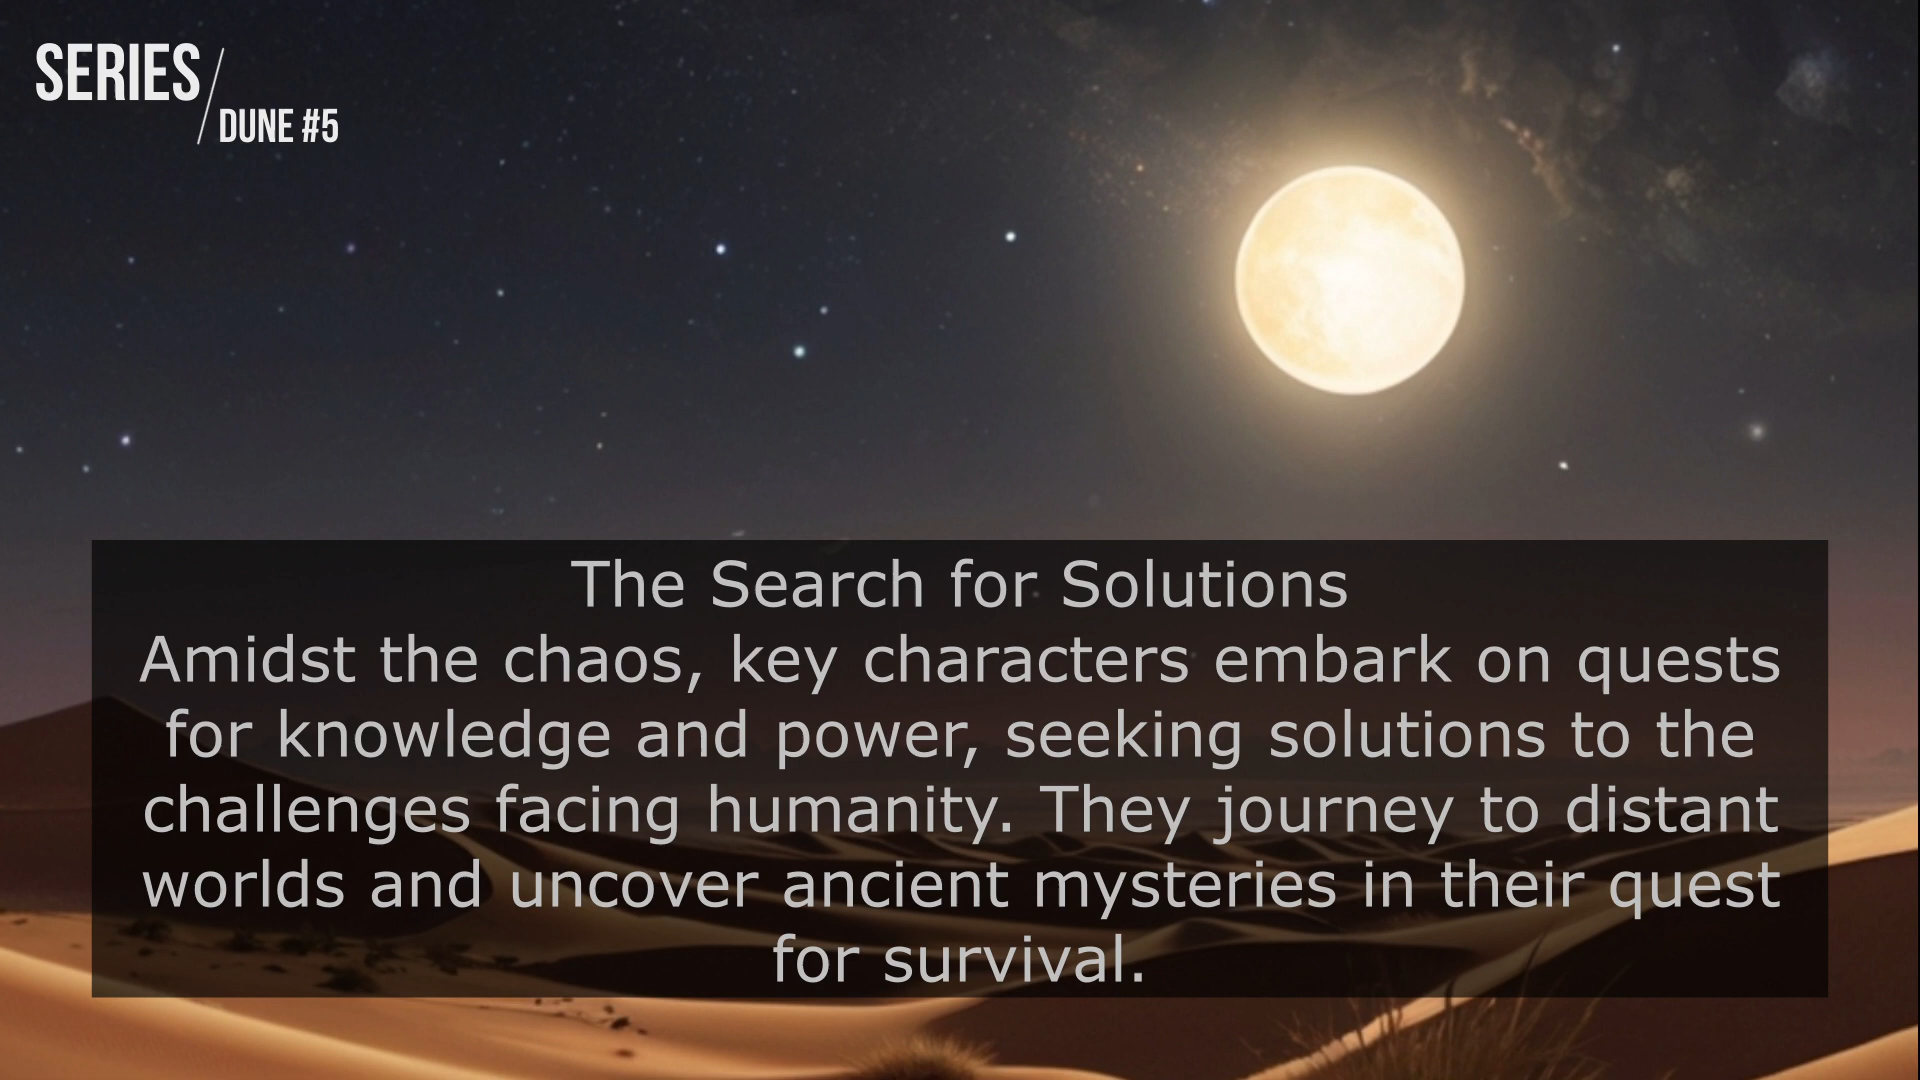 SERIES
DUNE #5
The Search for Solutions
Amidst the chaos, key characters embark on quests
for knowledge and power, seeking solutions to the
challenges facing humanity. They journey to distant
worlds and uncover ancient mysteries in their quest
for survival.